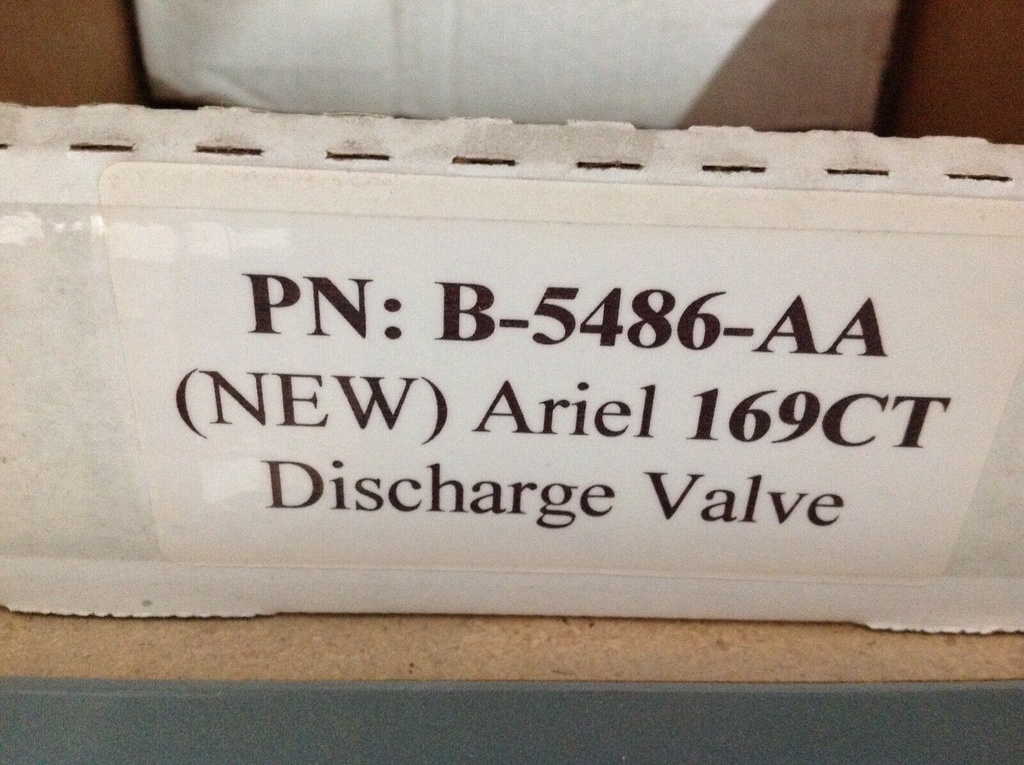 PN: B-5486-AA
(NEW) Ariel 169CT
Discharge Valve